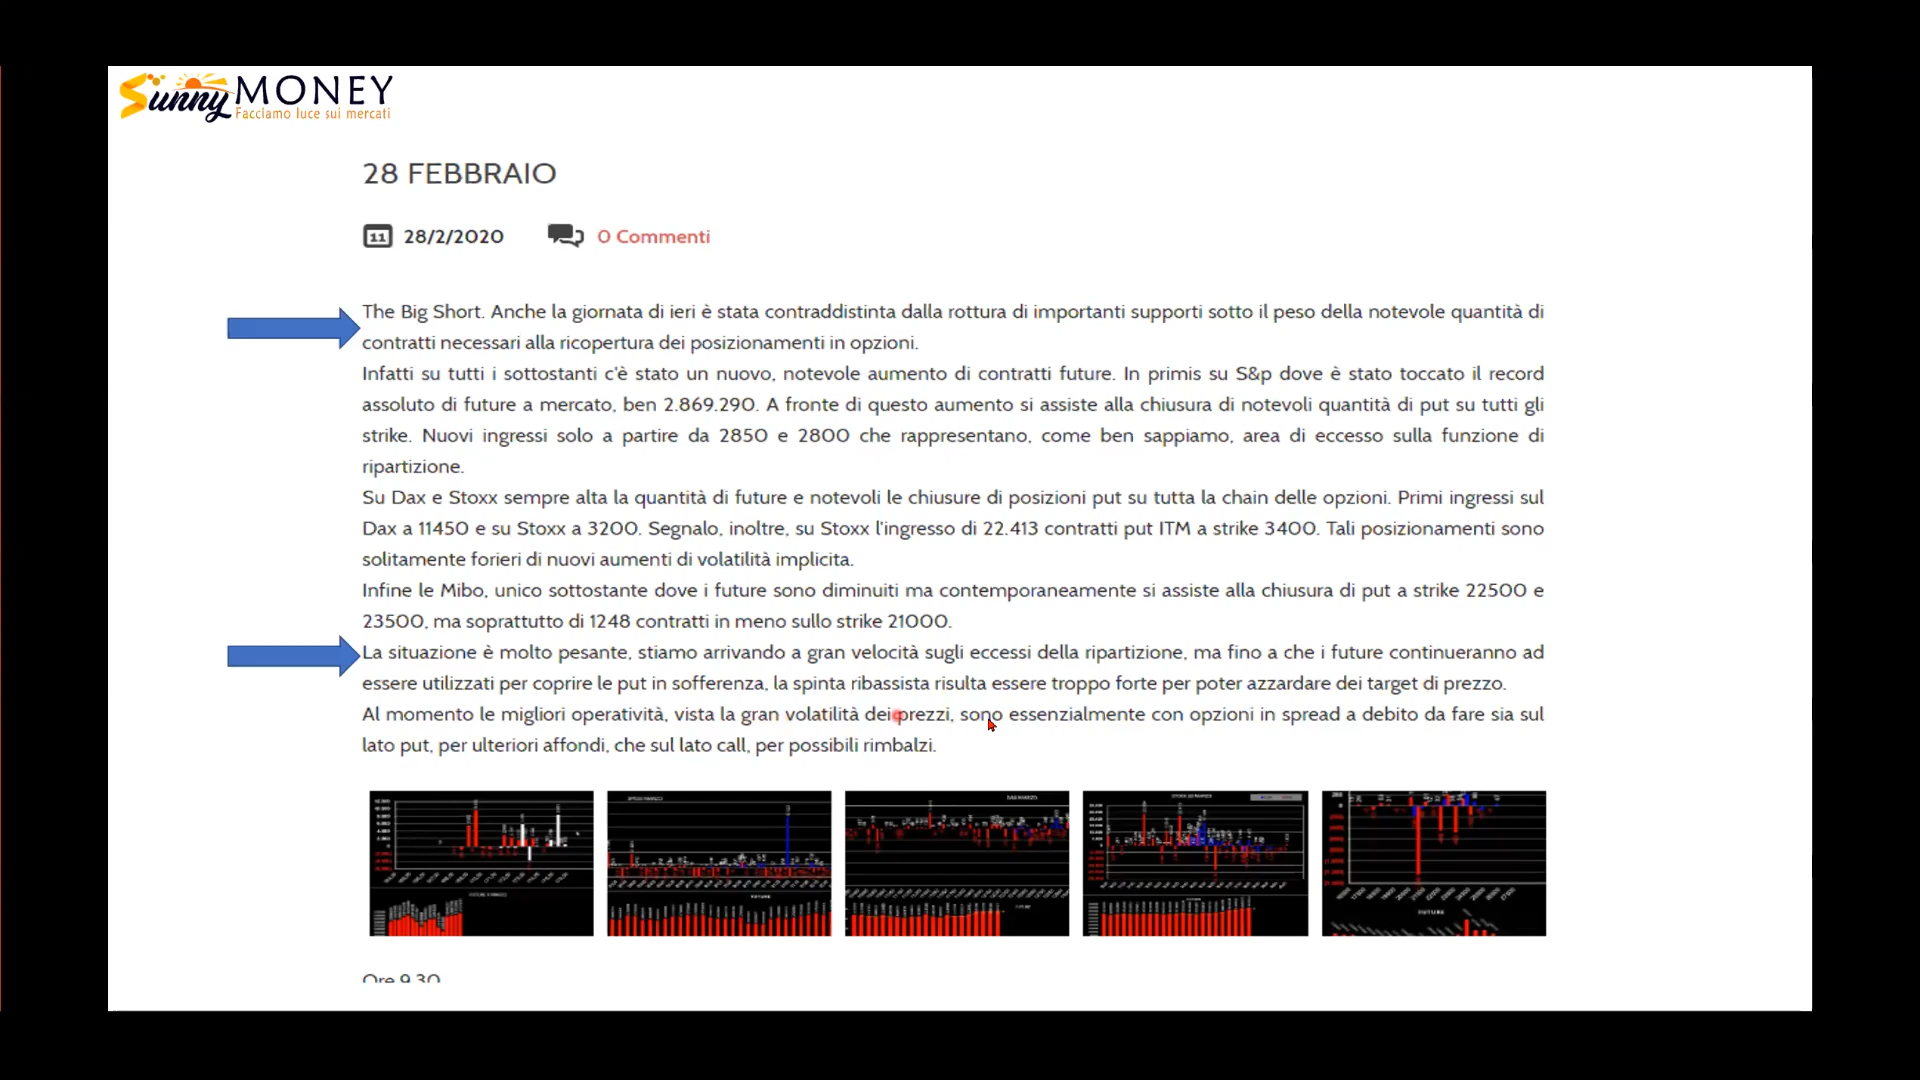 Sunny MONEY
Facciamo luce sui mercati
28 FEBBRAIO
11 28/2/2020 0 Commenti
The Big Short. Anche la giornata di ieri è stata contraddistinta dalla rottura di importanti supporti sotto il peso della notevole quantità di
contratti necessari alla ricopertura dei posizionamenti in opzioni.
Infatti su tutti i sottostanti c'è stato un nuovo, notevole aumento di contratti future. In primis su S&p dove è stato toccato il record
assoluto di future a mercato, ben 2.869.290. A fronte di questo aumento si assiste alla chiusura di notevoli quantità di put su tutti gli
strike. Nuovi ingressi solo a partire da 2850 e 2800 che rappresentano, come ben sappiamo, area di eccesso sulla funzione di
ripartizione.
Su Dax e Stoxx sempre alta la quantità di future e notevoli le chiusure di posizioni put su tutta la chain delle opzioni. Primi ingressi sul
Dax a 11450 e su Stoxx a 3200. Segnalo, inoltre, su Stoxx l'ingresso di 22.413 contratti put ITM a strike 3400. Tali posizionamenti sono
solitamente forieri di nuovi aumenti di volatilità implicita.
Infine le Mibo, unico sottostante dove i future sono diminuiti ma contemporaneamente si assiste alla chiusura di put a strike 22500 e
23500, ma soprattutto di 1248 contratti in meno sullo strike 21000.
La situazione è molto pesante, stiamo arrivando a gran velocità sugli eccessi della ripartizione, ma fino a che i future continueranno ad
essere utilizzati per coprire le put in sofferenza, la spinta ribassista risulta essere troppo forte per poter azzardare dei target di prezzo.
Al momento le migliori operatività, vista la gran volatilità dei prezzi, sono essenzialmente con opzioni in spread a debito da fare sia sul
lato put, per ulteriori affondi, che sul lato call, per possibili rimbalzi.
FUTURE
FUTURE
Ore 9.30